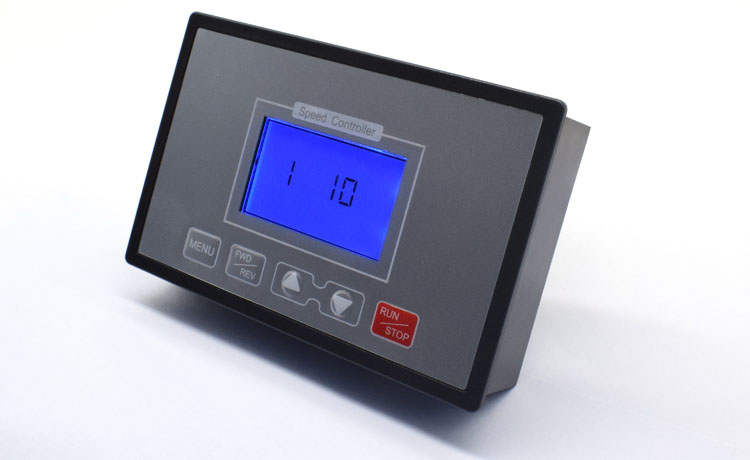 Speed Controller
1 10
MENU
FWD
REV
RUN
STOP